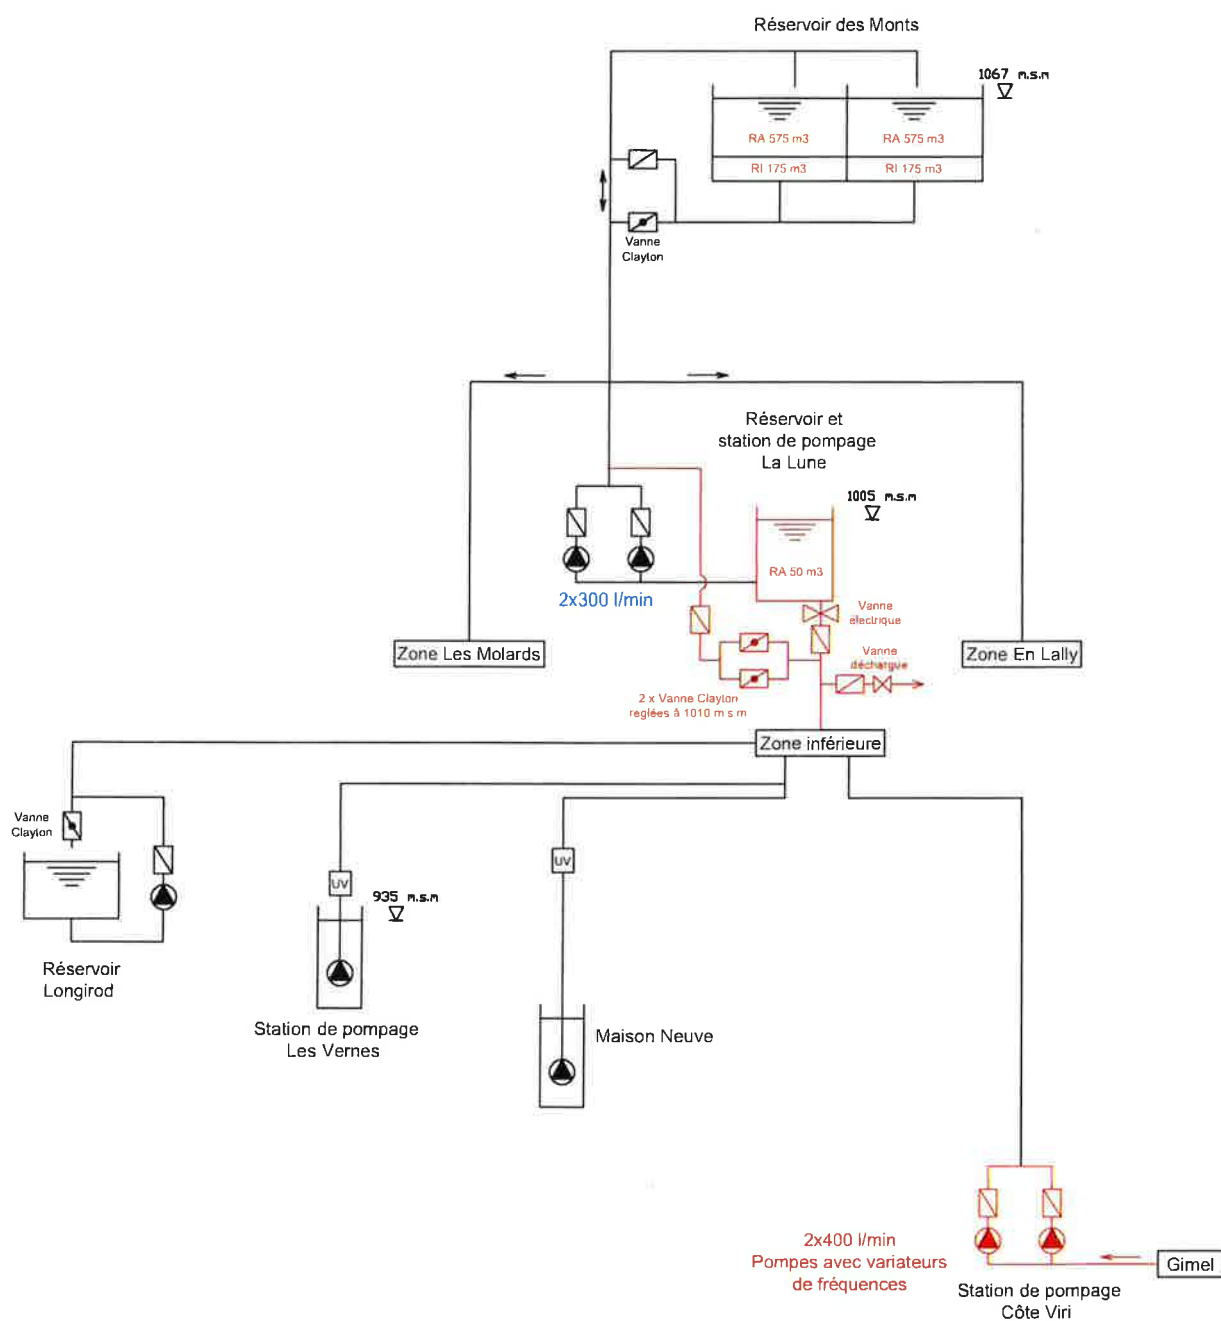 Réservoir des Monts
1067 m.s.m
RA 575 m3
RA 575 m3
RI 175 m3
RI 175 m3
Vanne
Clayton
Réservoir et
station de pompage
La Lune
1005 m.s.m
RA 50 m3
2x300 l/min
Vanne
électrique
Zone Les Molards
Vanne
déchargue
Zone En Lally
2 x Vanne Clayton
reglées à 1010 m s m
Zone inférieure
Vanne
Clayton
UV
UV
935 m.s.m
Réservoir
Longirod
Station de pompage
Les Vernes
Maison Neuve
2x400 l/min
Pompes avec variateurs
de fréquences
Gimel
Station de pompage
Côte Viri